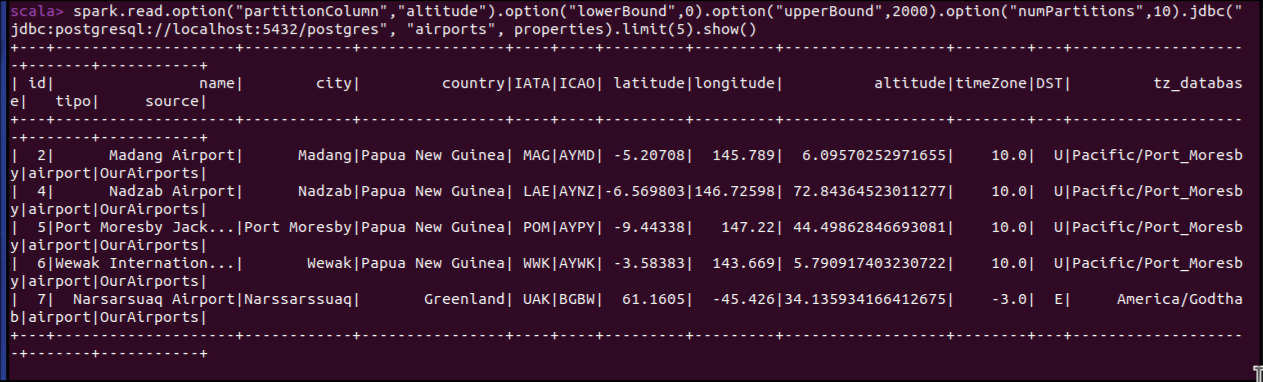 scala> spark.read.option("partitionColumn","altitude").option("lowerBound",0).option("upperBound",2000).option("numPartitions",10).jdbc("
jdbc:postgresql://localhost:5432/postgres", "airports", properties).limit(5).show()
+---+--------------------+------------+----------------+----+----+---------+---------+------------------+--------+---+-------------------
-+-------+-----------+
| id|                name|        city|         country|IATA|ICAO| latitude|longitude|          altitude|timeZone|DST|         tz_databas
e|   tipo|     source|
+---+--------------------+------------+----------------+----+----+---------+---------+------------------+--------+---+-------------------
-+-------+-----------+
|  2|      Madang Airport|      Madang|Papua New Guinea| MAG|AYMD| -5.20708|  145.789|  6.09570252971655|    10.0|  U|Pacific/Port_Moresb
y|airport|OurAirports|
|  4|      Nadzab Airport|      Nadzab|Papua New Guinea| LAE|AYNZ|-6.569803|146.72598| 72.84364523011277|    10.0|  U|Pacific/Port_Moresb
y|airport|OurAirports|
|  5|Port Moresby Jack...|Port Moresby|Papua New Guinea| POM|AYPY| -9.44338|   147.22| 44.49862846693081|    10.0|  U|Pacific/Port_Moresb
y|airport|OurAirports|
|  6|Wewak Internation...|       Wewak|Papua New Guinea| WWK|AYWK| -3.58383|  143.669| 5.790917403230722|    10.0|  U|Pacific/Port_Moresb
y|airport|OurAirports|
|  7|  Narsarsuaq Airport|Narssarssuaq|       Greenland| UAK|BGBW|  61.1605|  -45.426|34.135934166412675|    -3.0|  E|     America/Godtha
b|airport|OurAirports|
+---+--------------------+------------+----------------+----+----+---------+---------+------------------+--------+---+-------------------
-+-------+-----------+